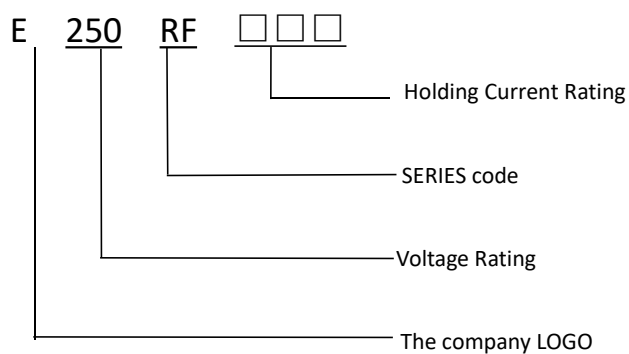 E 250 RF □□□
Holding Current Rating
SERIES code
Voltage Rating
The company LOGO